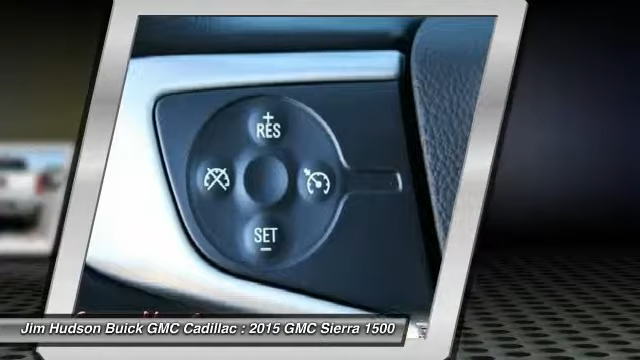 +
RES
SET
–
Jim Hudson Buick GMC Cadillac : 2015 GMC Sierra 1500